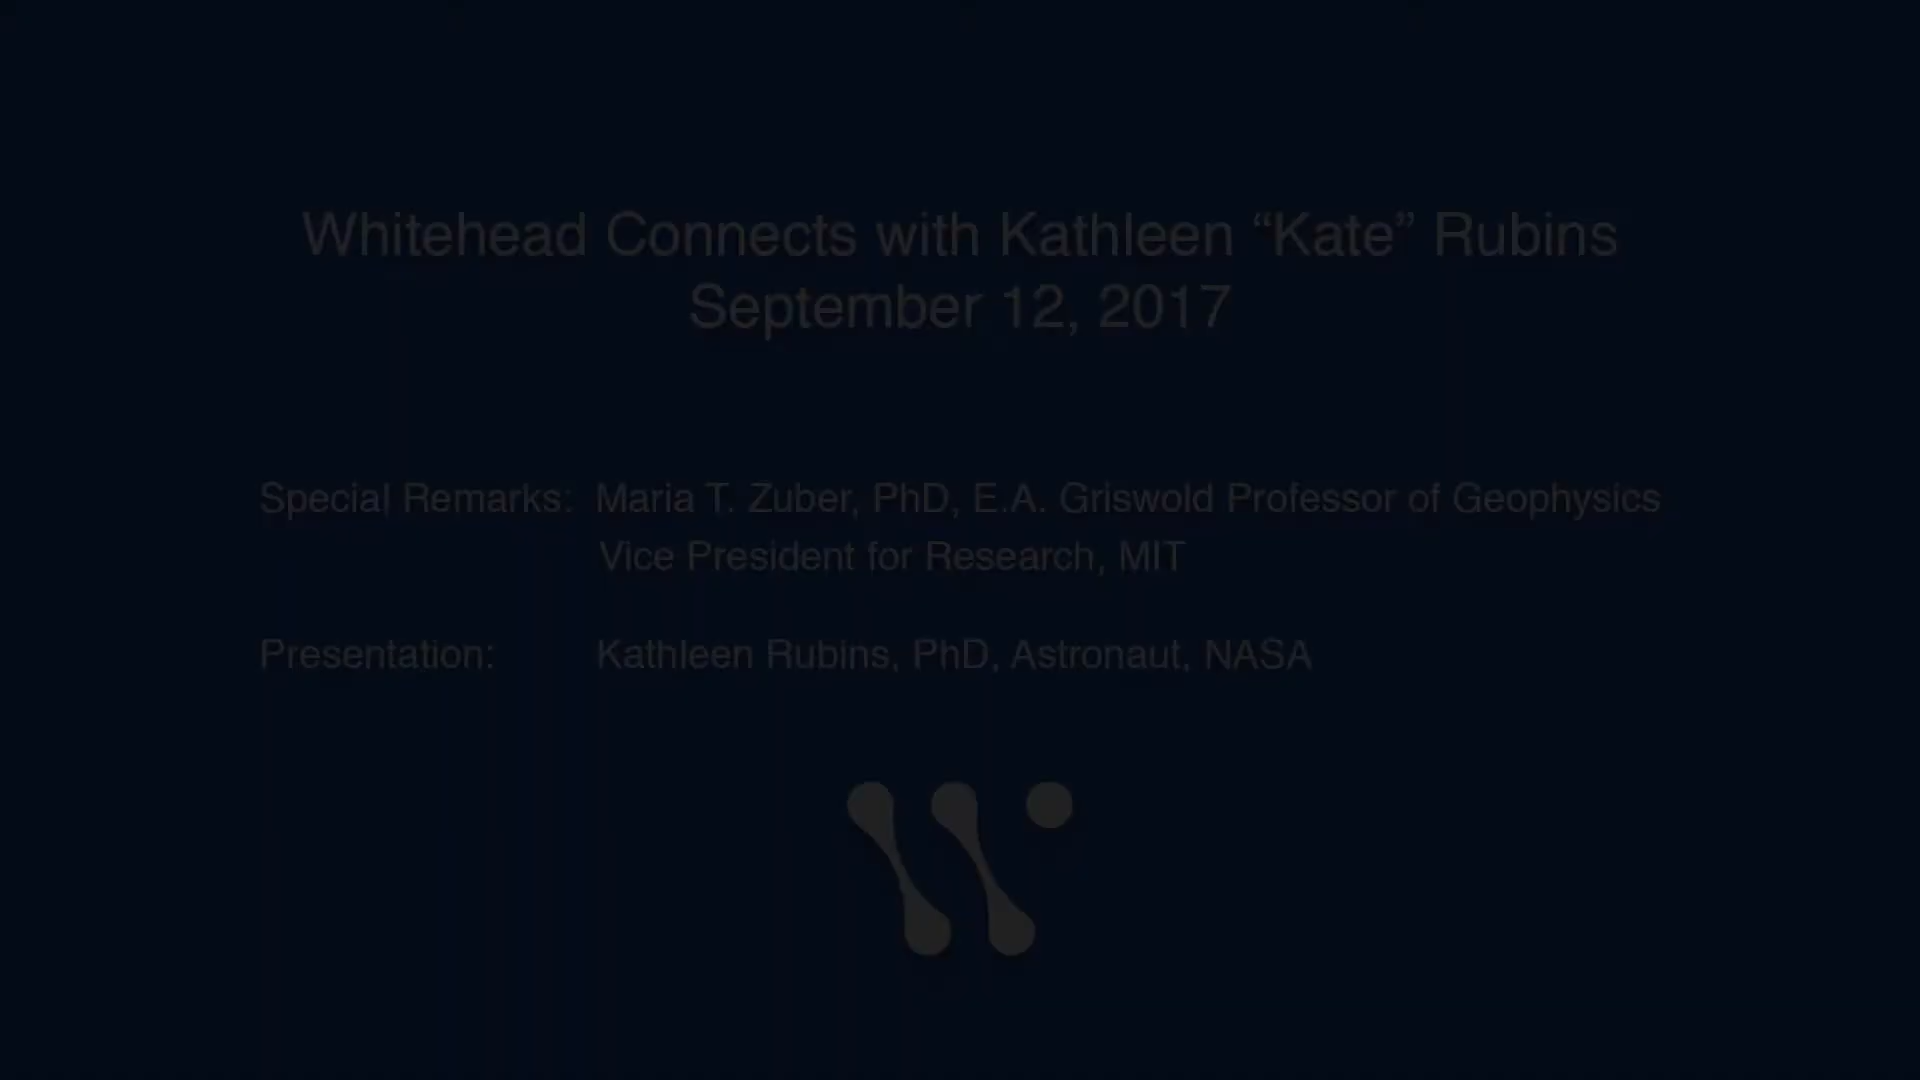 Whitehead Connects with Kathleen “Kate” Rubins
September 12, 2017
Special Remarks: Maria T. Zuber, PhD, E.A. Griswold Professor of Geophysics
Vice President for Research, MIT
Presentation: Kathleen Rubins, PhD, Astronaut, NASA